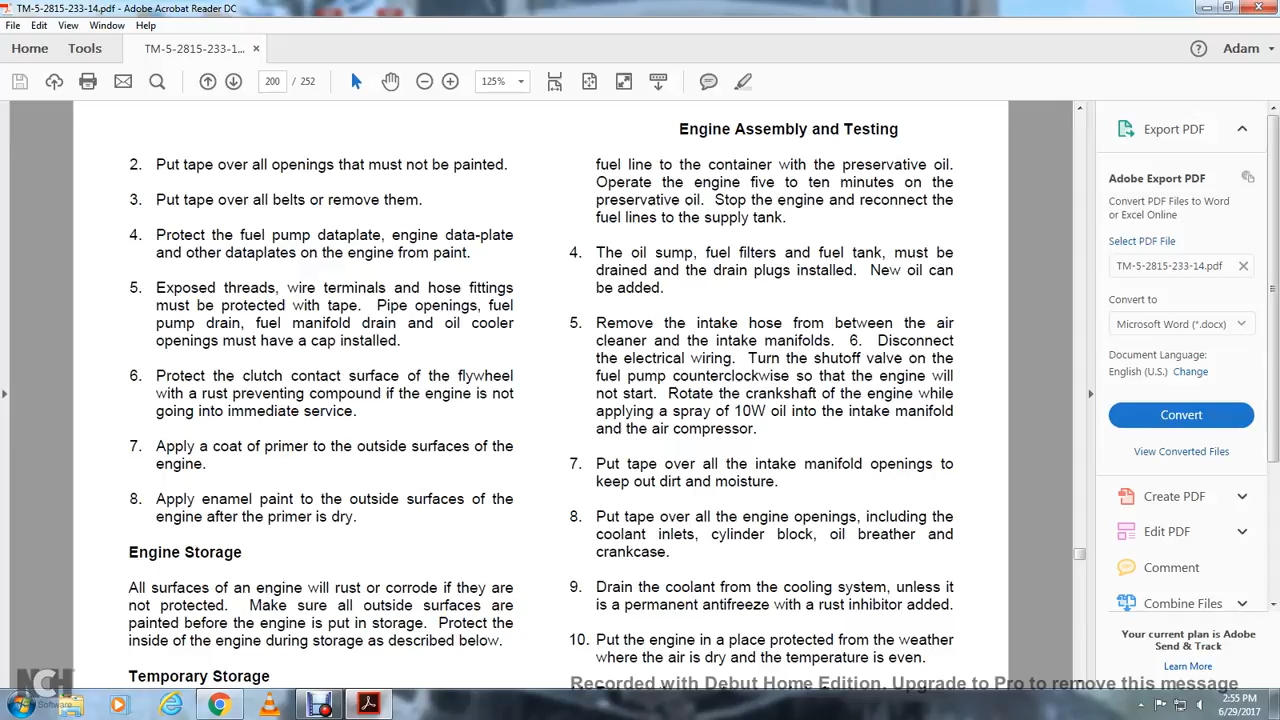 TM-5-2815-233-14.pdf - Adobe Acrobat Reader DC
File Edit View Window Help
Home Tools TM-5-2815-233-1... × Adam
200 / 252 125%
Engine Assembly and Testing
2. Put tape over all openings that must not be painted.
3. Put tape over all belts or remove them.
4. Protect the fuel pump dataplate, engine data-plate
and other dataplates on the engine from paint.
5. Exposed threads, wire terminals and hose fittings
must be protected with tape. Pipe openings, fuel
pump drain, fuel manifold drain and oil cooler
openings must have a cap installed.
6. Protect the clutch contact surface of the flywheel
with a rust preventing compound if the engine is not
going into immediate service.
7. Apply a coat of primer to the outside surfaces of the
engine.
8. Apply enamel paint to the outside surfaces of the
engine after the primer is dry.
Engine Storage
All surfaces of an engine will rust or corrode if they are
not protected. Make sure all outside surfaces are
painted before the engine is put in storage. Protect the
inside of the engine during storage as described below.
Temporary Storage
fuel line to the container with the preservative oil.
Operate the engine five to ten minutes on the
preservative oil. Stop the engine and reconnect the
fuel lines to the supply tank.
4. The oil sump, fuel filters and fuel tank, must be
drained and the drain plugs installed. New oil can
be added.
5. Remove the intake hose from between the air
cleaner and the intake manifolds. 6. Disconnect
the electrical wiring. Turn the shutoff valve on the
fuel pump counterclockwise so that the engine will
not start. Rotate the crankshaft of the engine while
applying a spray of 10W oil into the intake manifold
and the air compressor.
7. Put tape over all the intake manifold openings to
keep out dirt and moisture.
8. Put tape over all the engine openings, including the
coolant inlets, cylinder block, oil breather and
crankcase.
9. Drain the coolant from the cooling system, unless it
is a permanent antifreeze with a rust inhibitor added.
10. Put the engine in a place protected from the weather
where the air is dry and the temperature is even.
Export PDF
Adobe Export PDF
Convert PDF Files to Word
or Excel Online
Select PDF File
TM-5-2815-233-14.pdf
Convert to
Microsoft Word (*.docx)
Document Language:
English (U.S.) Change
Convert
View Converted Files
Create PDF
Edit PDF
Comment
Combine Files
Your current plan is Adobe
Send & Track
Learn More
Recorded with Debut Home Edition. Upgrade to Pro to remove this message
NCH
Software
2:55 PM
6/29/2017